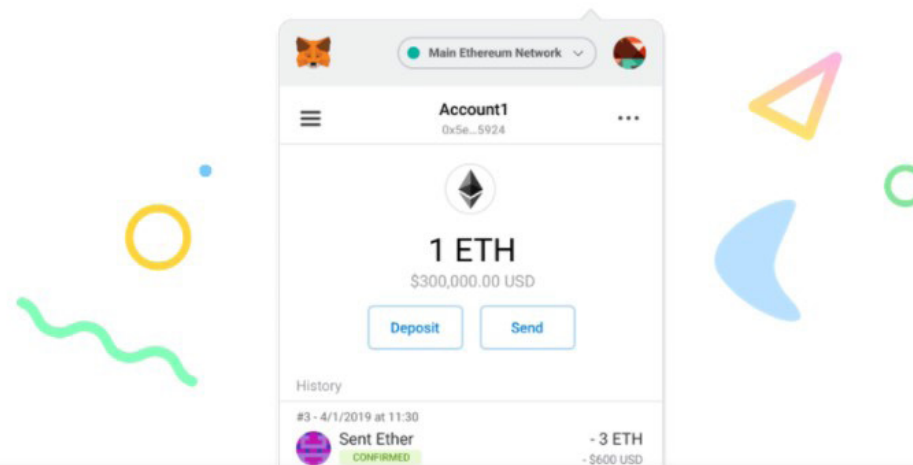 Main Ethereum Network
Account1
0x5e...5924
1 ETH
$300,000.00 USD
Deposit
Send
History
#3 - 4/1/2019 at 11:30
Sent Ether
- 3 ETH
CONFIRMED
- $600 USD